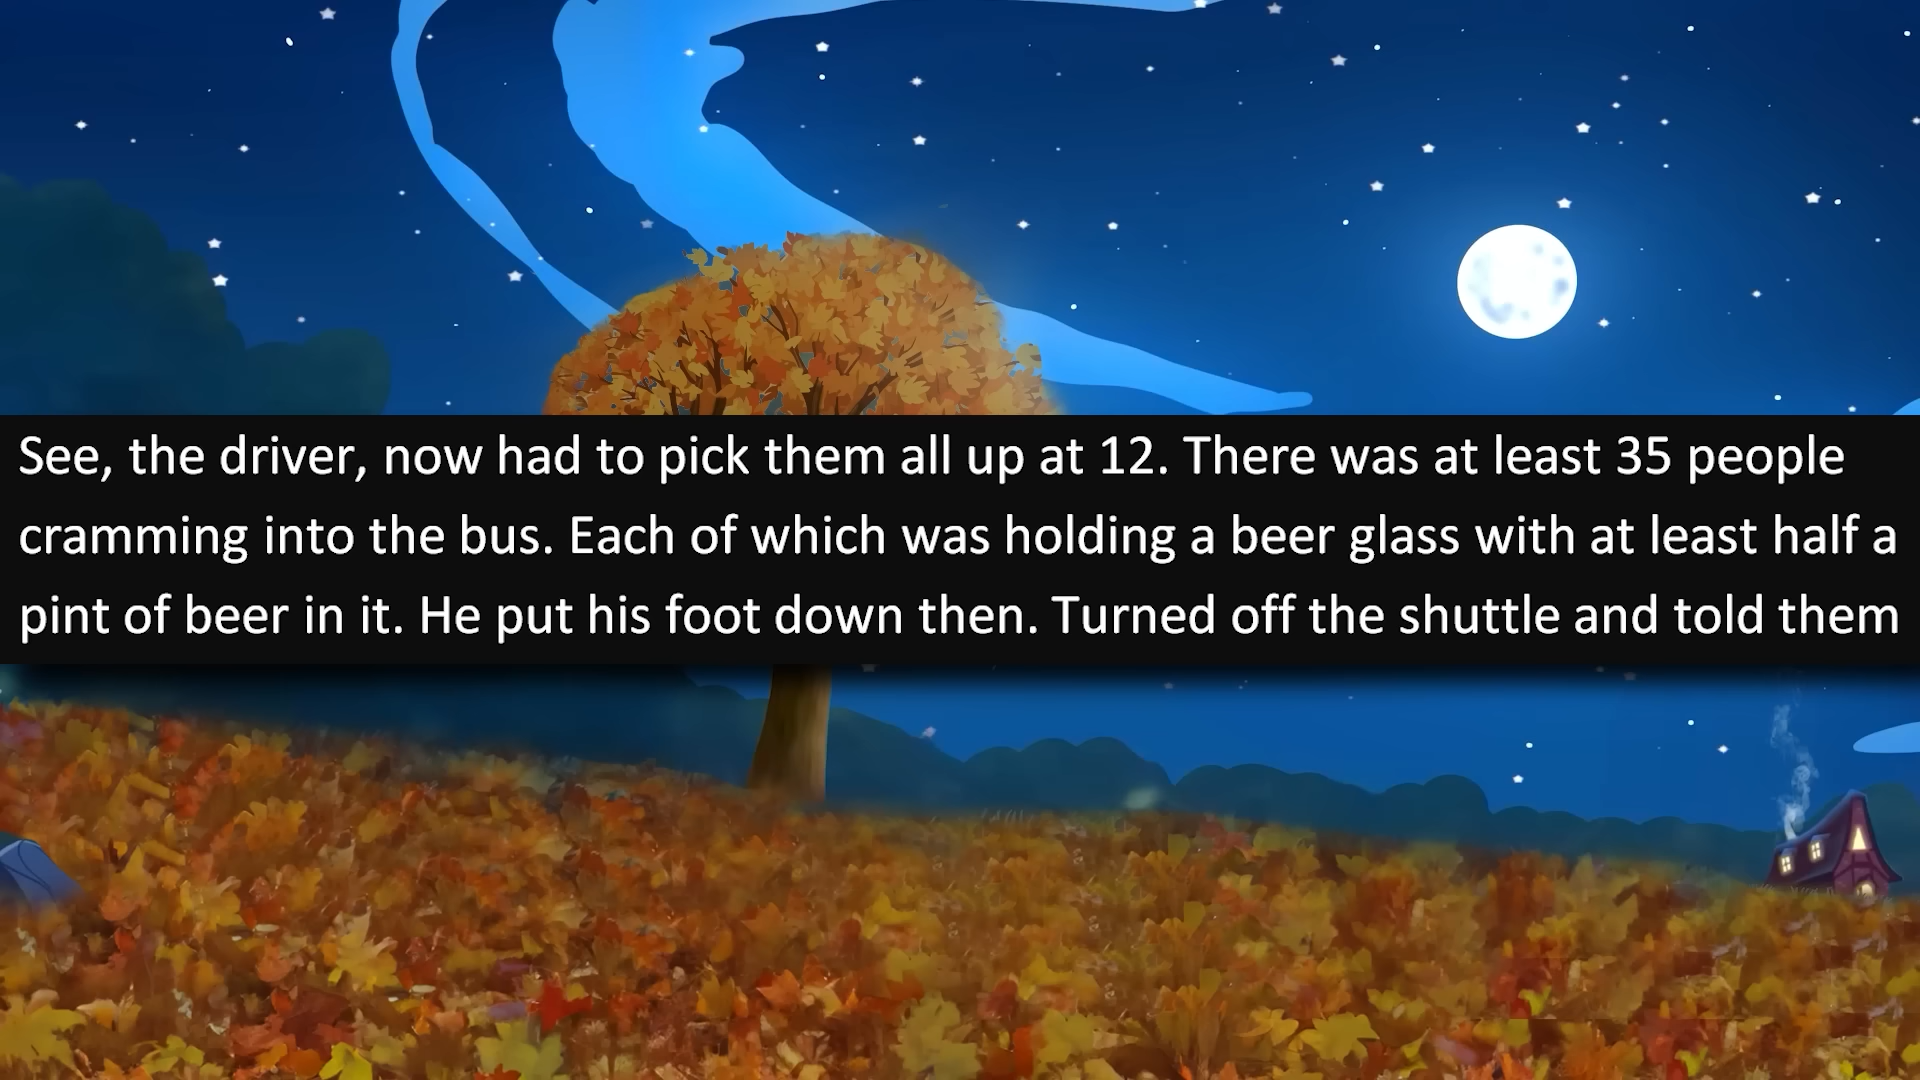 See, the driver, now had to pick them all up at 12. There was at least 35 people
cramming into the bus. Each of which was holding a beer glass with at least half a
pint of beer in it. He put his foot down then. Turned off the shuttle and told them